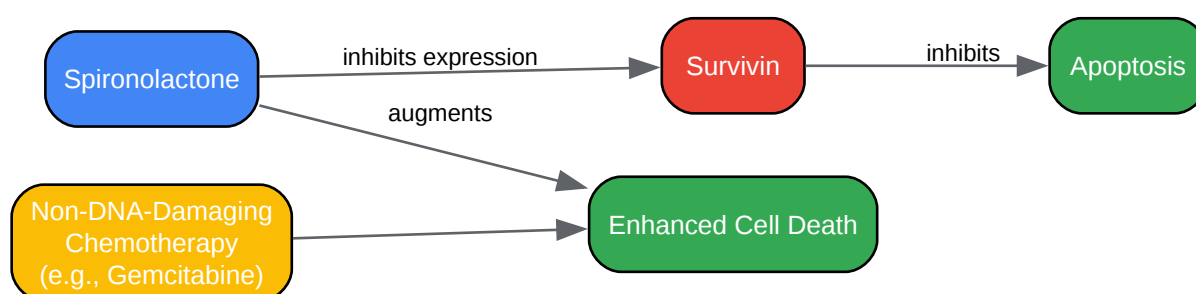 Spironolactone
inhibits expression
Survivin
inhibits
Apoptosis
augments
Non-DNA-Damaging
Chemotherapy
(e.g., Gemcitabine)
Enhanced Cell Death